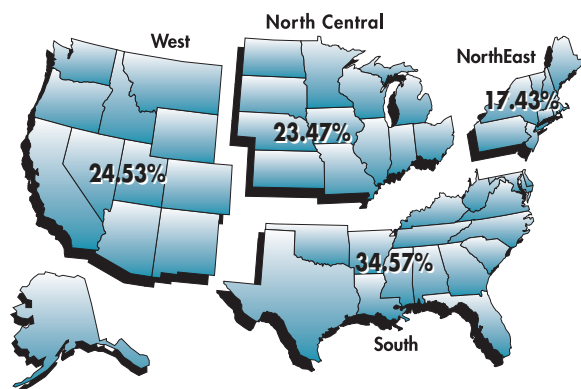 West
North Central
NorthEast
24.53%
23.47%
17.43%
34.57%
South